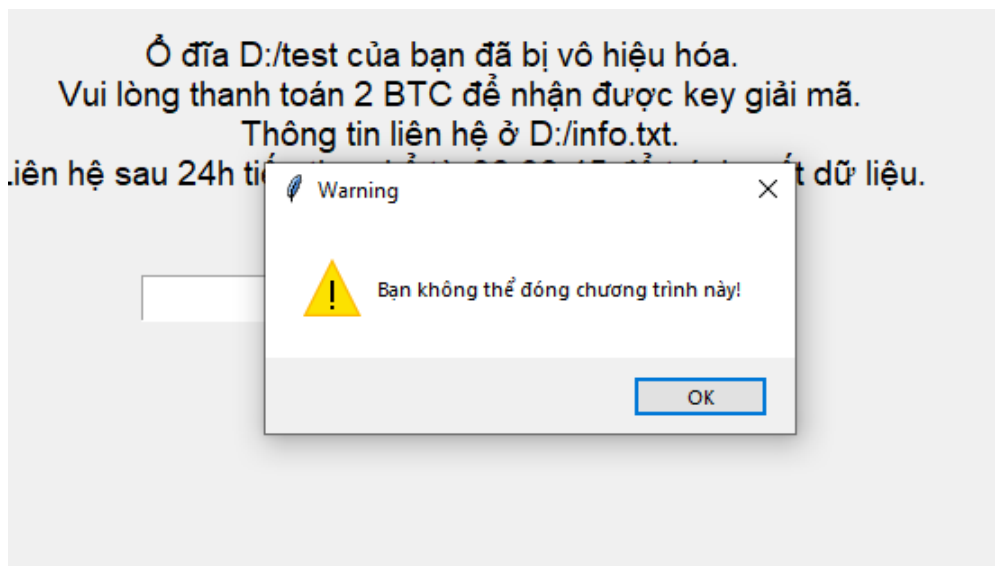 Ổ đĩa D:/test của bạn đã bị vô hiệu hóa.
Vui lòng thanh toán 2 BTC để nhận được key giải mã.
Thông tin liên hệ ở D:/info.txt.
hệ sau 24h dữ liệu.
Warning
Bạn không thể đóng chương trình này!
OK